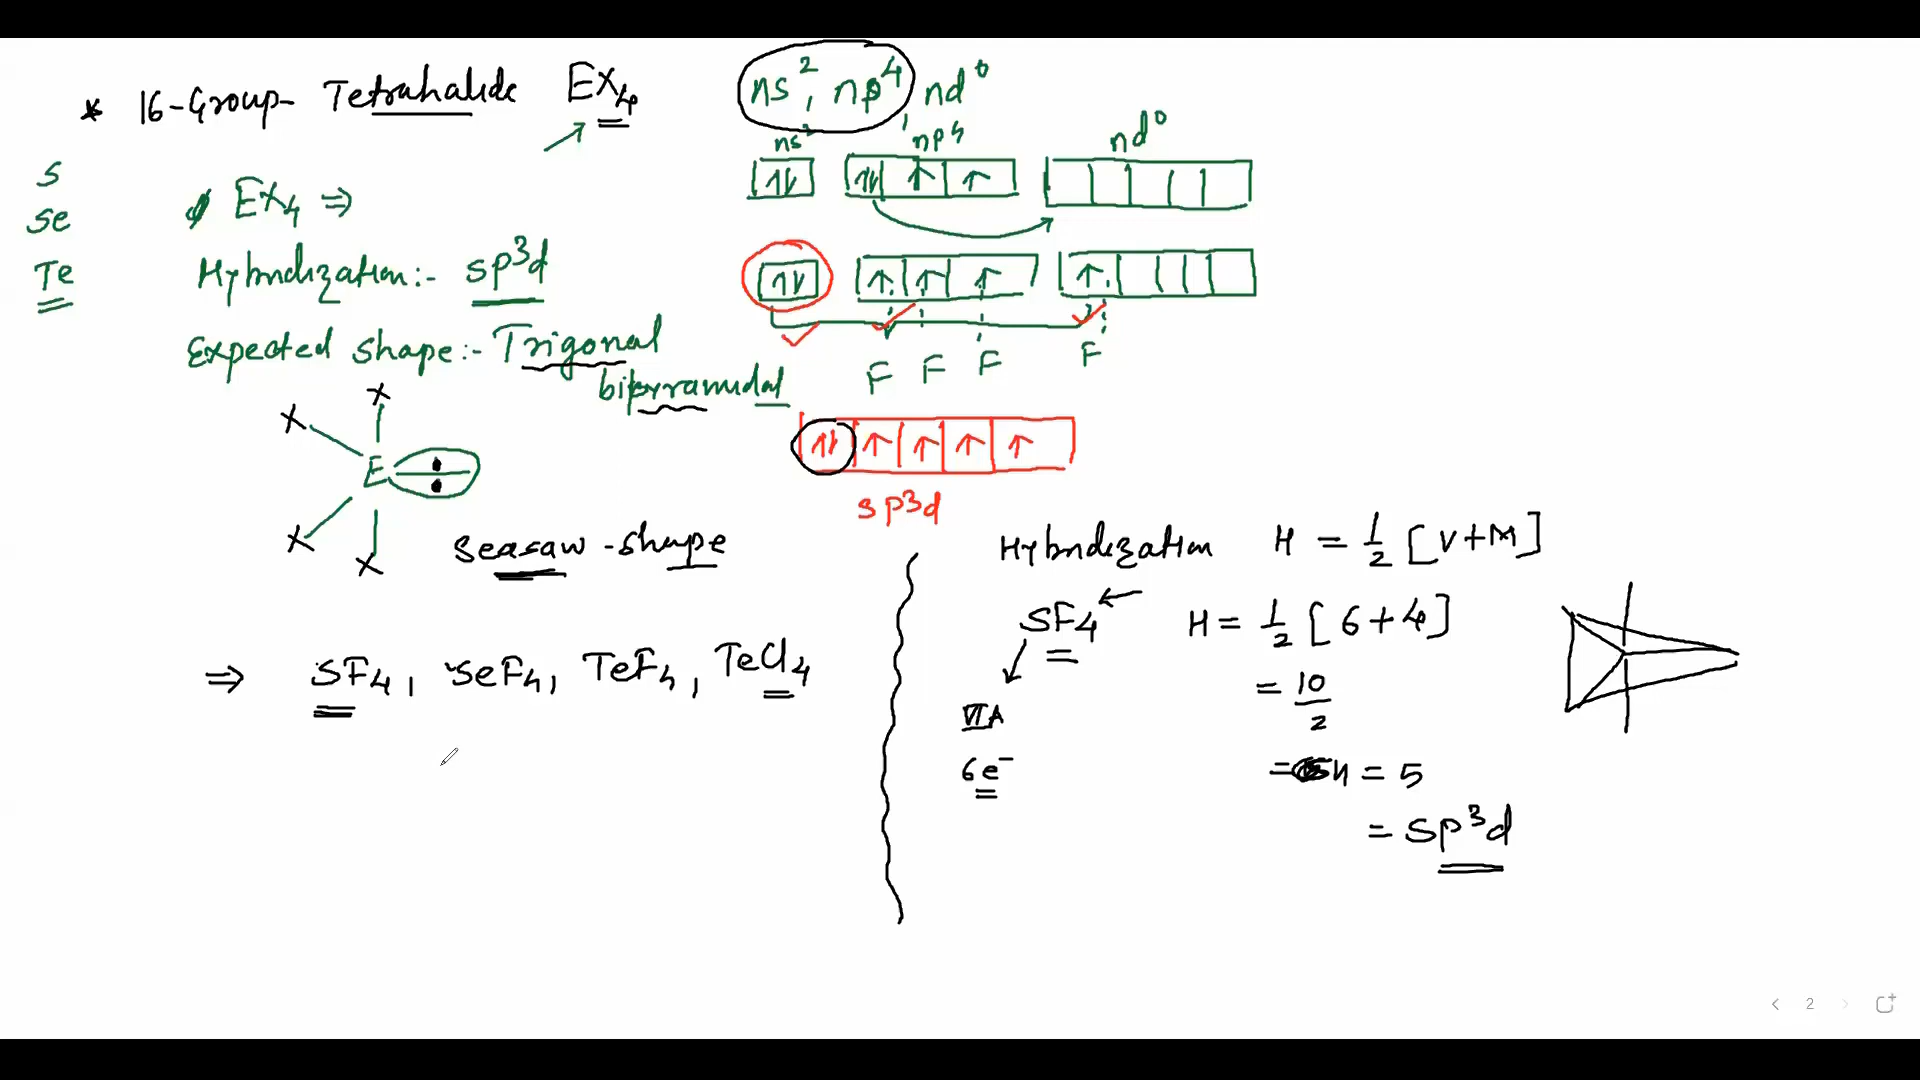 * 16-Group- Tetrahalide EX4
ns², np⁴, nd⁰
ns² np4 nd⁰
S
Se
Te
EX4 ⇒
Hybridization:- sp³d
Expected shape:- Trigonal
bipyramidal
F F F F
X X
E
X X
sp³d
Seasaw-shape
Hybridization H = 1/2 [V+M]
SF4 H = 1/2 [6+4]
= 10/2
VIA
6e⁻
H = 5
= sp³d
⇒ SF4, SeF4, TeF4, TeCl4
2